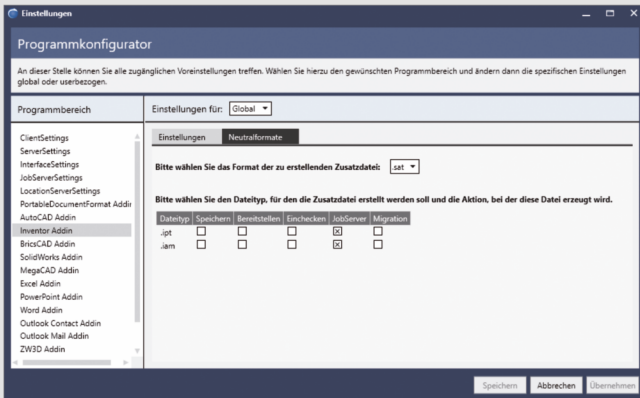 Einstellungen
Programmkonfigurator
An dieser Stelle können Sie alle zugänglichen Voreinstellungen treffen. Wählen Sie hierzu den gewünschten Programmbereich und ändern dann die spezifischen Einstellungen
global oder userbezogen.
Programmbereich
Einstellungen für: Global
ClientSettings
ServerSettings
InterfaceSettings
JobServerSettings
LocationServerSettings
PortableDocumentFormat Addir
AutoCAD Addin
Inventor Addin
BricsCAD Addin
SolidWorks Addin
MegaCAD Addin
Excel Addin
PowerPoint Addin
Word Addin
Outlook Contact Addin
Outlook Mail Addin
ZW3D Addin
Einstellungen Neutralformate
Bitte wählen Sie das Format der zu erstellenden Zusatzdatei: .sat
Bitte wählen Sie den Dateityp, für den die Zusatzdatei erstellt werden soll und die Aktion, bei der diese Datei erzeugt wird.
Dateityp Speichern Bereitstellen Einchecken JobServer Migration
.ipt
.iam
Speichern Abbrechen Übernehmen